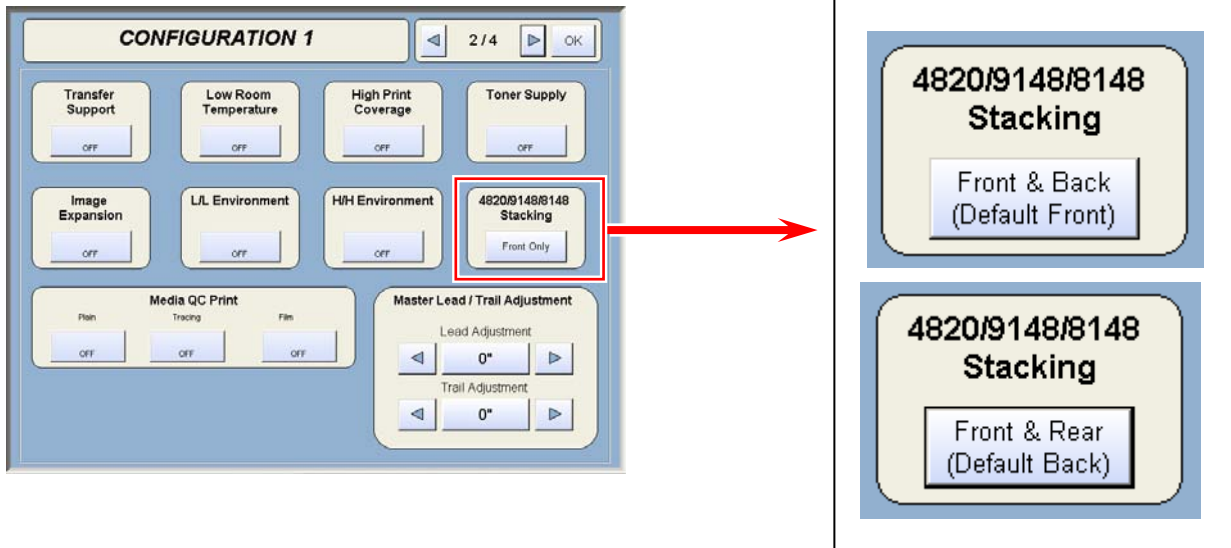 CONFIGURATION 1
2 / 4
OK
Transfer
Support
OFF
Low Room
Temperature
OFF
High Print
Coverage
OFF
Toner Supply
OFF
Image
Expansion
OFF
L/L Environment
OFF
H/H Environment
OFF
4820/9148/8148
Stacking
Front Only
Media QC Print
Plain
Tracing
Film
OFF
OFF
OFF
Master Lead / Trail Adjustment
Lead Adjustment
0"
Trail Adjustment
0"
4820/9148/8148
Stacking
Front & Back
(Default Front)
4820/9148/8148
Stacking
Front & Rear
(Default Back)